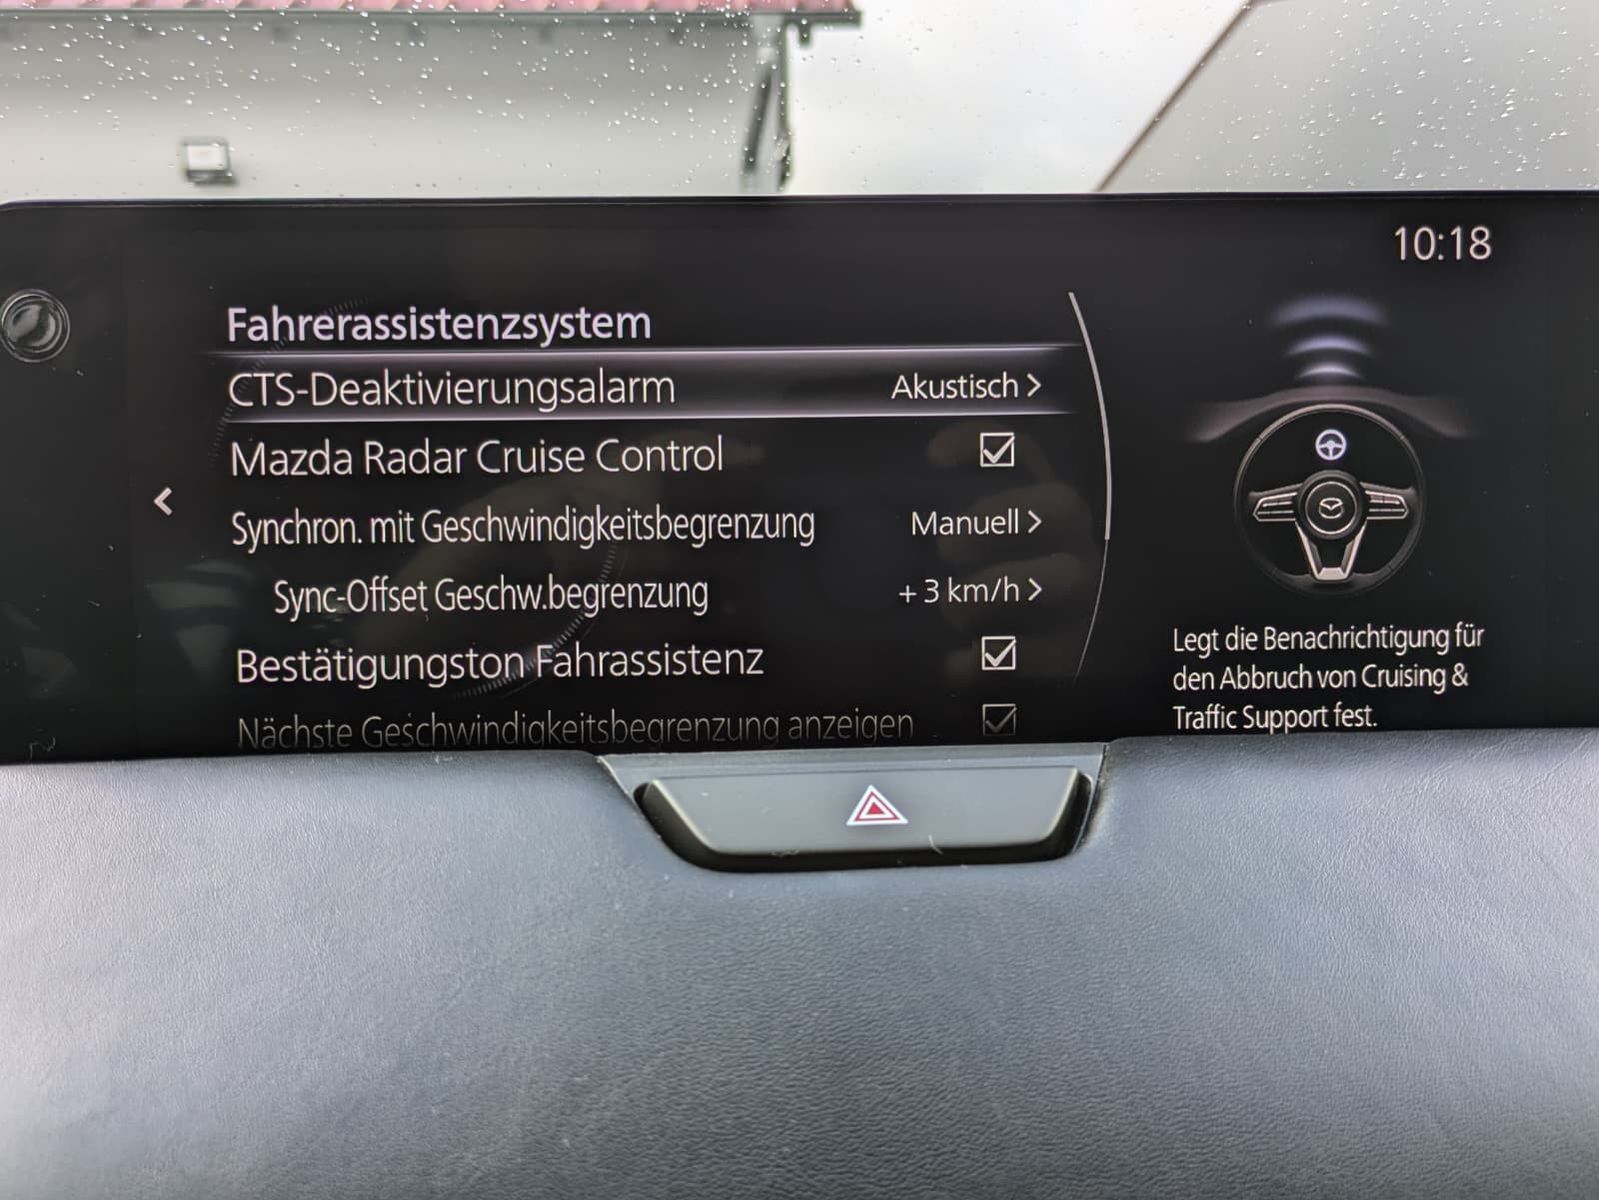 10:18
Fahrerassistenzsystem
CTS-Deaktivierungsalarm Akustisch
Mazda Radar Cruise Control
Synchron. mit Geschwindigkeitsbegrenzung Manuell
Sync-Offset Geschw.begrenzung + 3 km/h
Bestätigungston Fahrassistenz
Nächste Geschwindigkeitsbegrenzung anzeigen
Legt die Benachrichtigung für
den Abbruch von Cruising &
Traffic Support fest.